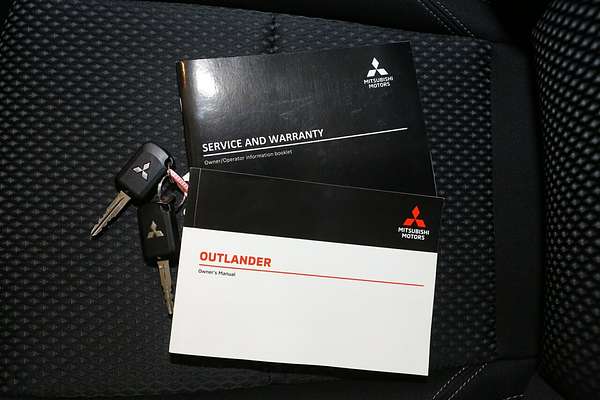 MITSUBISHI
MOTORS
SERVICE AND WARRANTY
Owner/Operator information booklet
MITSUBISHI
MOTORS
OUTLANDER
Owner's Manual